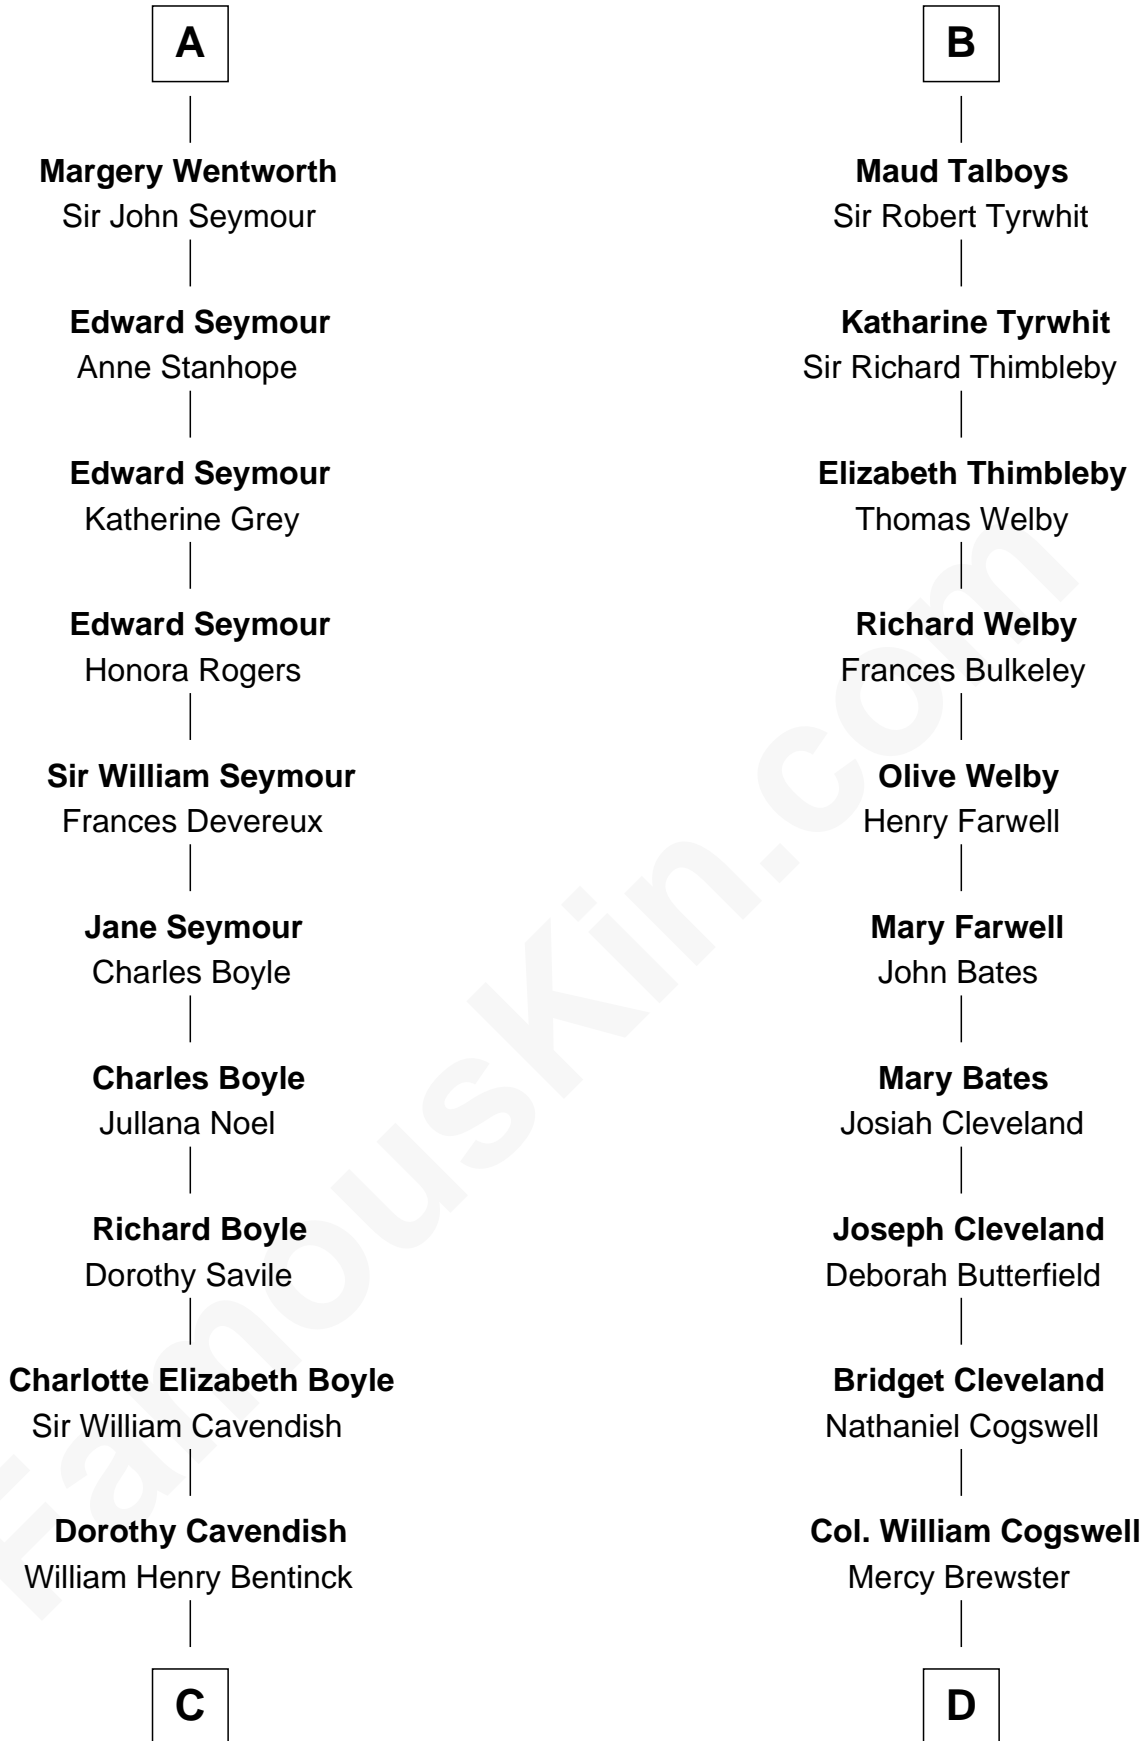 A
Margery Wentworth
Sir John Seymour
Edward Seymour
Anne Stanhope
Edward Seymour
Katherine Grey
Edward Seymour
Honora Rogers
Sir William Seymour
Frances Devereux
Jane Seymour
Charles Boyle
Charles Boyle
Jullana Noel
Richard Boyle
Dorothy Savile
Charlotte Elizabeth Boyle
Sir William Cavendish
Dorothy Cavendish
William Henry Bentinck
C
B
Maud Talboys
Sir Robert Tyrwhit
Katharine Tyrwhit
Sir Richard Thimbleby
Elizabeth Thimbleby
Thomas Welby
Richard Welby
Frances Bulkeley
Olive Welby
Henry Farwell
Mary Farwell
John Bates
Mary Bates
Josiah Cleveland
Joseph Cleveland
Deborah Butterfield
Bridget Cleveland
Nathaniel Cogswell
Col. William Cogswell
Mercy Brewster
D
FamousKin.com